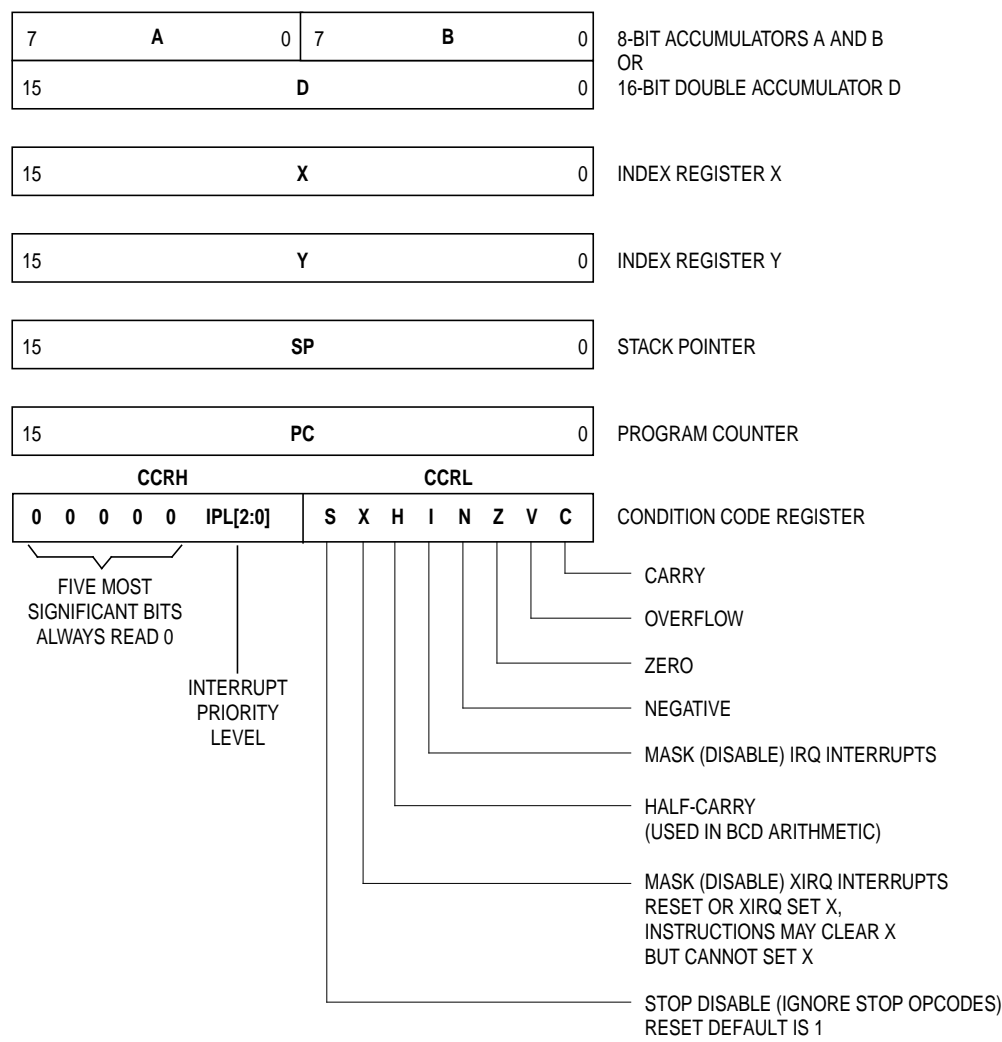 7 A 0 7 B 0 8-BIT ACCUMULATORS A AND B
OR
15 D 0 16-BIT DOUBLE ACCUMULATOR D
15 X 0 INDEX REGISTER X
15 Y 0 INDEX REGISTER Y
15 SP 0 STACK POINTER
15 PC 0 PROGRAM COUNTER
CCRH CCRL
0 0 0 0 0 IPL[2:0] S X H I N Z V C CONDITION CODE REGISTER
FIVE MOST
SIGNIFICANT BITS
ALWAYS READ 0
INTERRUPT
PRIORITY
LEVEL
CARRY
OVERFLOW
ZERO
NEGATIVE
MASK (DISABLE) IRQ INTERRUPTS
HALF-CARRY
(USED IN BCD ARITHMETIC)
MASK (DISABLE) XIRQ INTERRUPTS
RESET OR XIRQ SET X,
INSTRUCTIONS MAY CLEAR X
BUT CANNOT SET X
STOP DISABLE (IGNORE STOP OPCODES)
RESET DEFAULT IS 1